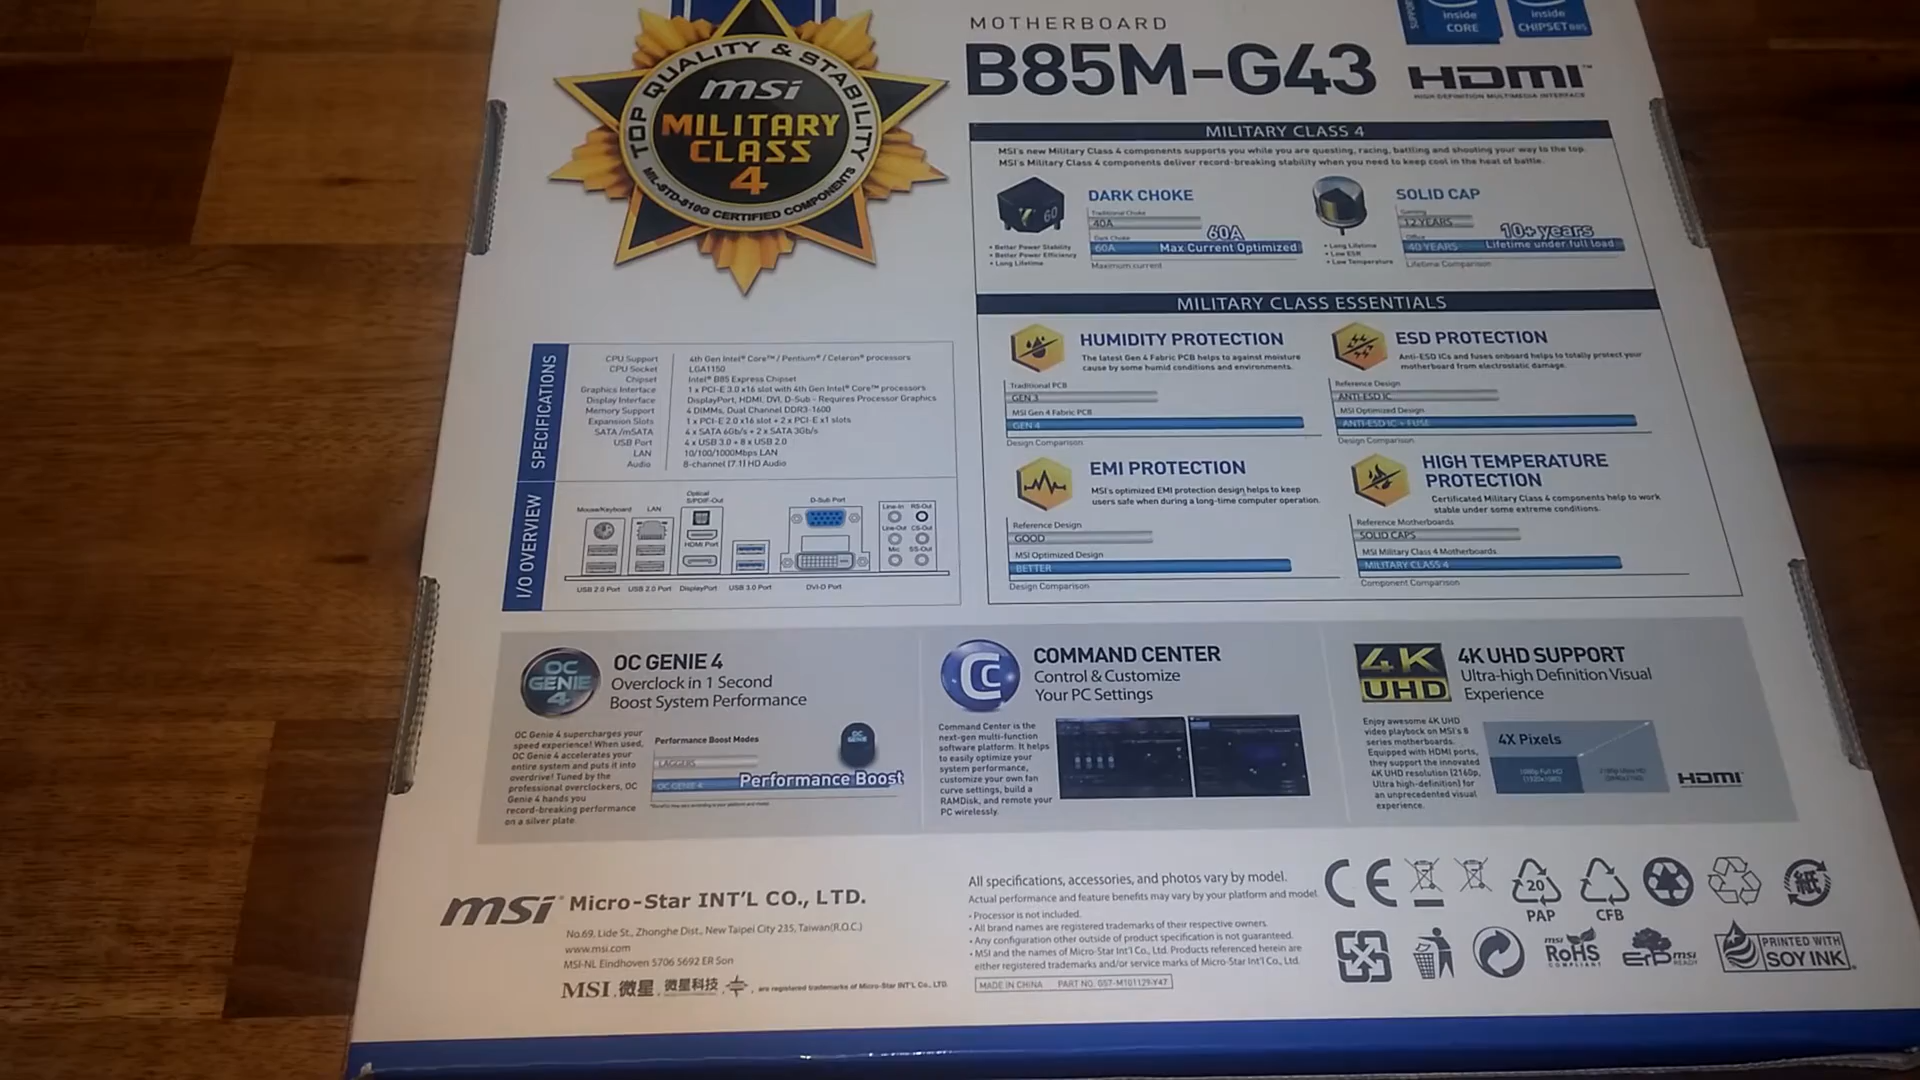 TOP QUALITY & STABILITY
msi
MILITARY
CLASS
4
MIL-STD-810G CERTIFIED COMPONENTS
MOTHERBOARD
B85M-G43
inside
CORE
inside
CHIPSET B85
HDMI™
HIGH-DEFINITION MULTIMEDIA INTERFACE
MILITARY CLASS 4
MSI's new Military Class 4 components supports you while you are questing, racing, battling and shooting your way to the top.
MSI's Military Class 4 components deliver record-breaking stability when you need to keep cool in the heat of battle.
DARK CHOKE
Traditional Choke
40A
Dark Choke
60A
60A
Max Current Optimized
Maximum current
• Better Power Stability
• Better Power Efficiency
• Long Lifetime
SOLID CAP
Gaming
12 YEARS
Office
40 YEARS
10+ years
Lifetime under full load
Lifetime Comparison
• Long Lifetime
• Low ESR
• Low Temperature
MILITARY CLASS ESSENTIALS
HUMIDITY PROTECTION
The latest Gen 4 Fabric PCB helps to against moisture
cause by some humid conditions and environments.
Traditional PCB
GEN 3
MSI Gen 4 Fabric PCB
GEN 4
Design Comparison
ESD PROTECTION
Anti-ESD ICs and fuses onboard helps to totally protect your
motherboard from electrostatic damage.
Reference Design
ANTI-ESD IC
MSI Optimized Design
ANTI-ESD IC + FUSE
Design Comparison
EMI PROTECTION
MSI's optimized EMI protection design helps to keep
users safe when during a long-time computer operation.
Reference Design
GOOD
MSI Optimized Design
BETTER
Design Comparison
HIGH TEMPERATURE
PROTECTION
Certificated Military Class 4 components help to work
stable under some extreme conditions.
Reference Motherboards
SOLID CAPS
MSI Military Class 4 Motherboards
MILITARY CLASS 4
Component Comparison
SPECIFICATIONS
CPU Support 4th Gen Intel® Core™ / Pentium® / Celeron® processors
CPU Socket LGA1150
Chipset Intel® B85 Express Chipset
Graphics Interface 1 x PCI-E 3.0 x16 slot with 4th Gen Intel® Core™ processors
Display Interface DisplayPort, HDMI, DVI, D-Sub - Requires Processor Graphics
Memory Support 4 DIMMs, Dual Channel DDR3-1600
Expansion Slots 1 x PCI-E 2.0 x16 slot + 2 x PCI-E x1 slots
SATA /mSATA 4 x SATA 6Gb/s + 2 x SATA 3Gb/s
USB Port 4 x USB 3.0 + 8 x USB 2.0
LAN 10/100/1000Mbps LAN
Audio 8-channel (7.1) HD Audio
I/O OVERVIEW
Mouse/Keyboard LAN Optical S/PDIF-Out D-Sub Port Line-In RS-Out
HDMI Port Line-Out CS-Out
Mic SS-Out
USB 2.0 Port USB 2.0 Port DisplayPort USB 3.0 Port DVI-D Port
OC GENIE 4
OC GENIE 4
Overclock in 1 Second
Boost System Performance
OC Genie 4 supercharges your
speed experience! When used,
OC Genie 4 accelerates your
entire system and puts it into
overdrive! Tuned by the
professional overclockers, OC
Genie 4 hands you
record-breaking performance
on a silver plate.
Performance Boost Modes
LAGGERS
OC GENIE 4
Performance Boost
OC GENIE
C
COMMAND CENTER
Control & Customize
Your PC Settings
Command Center is the
next-gen multi-function
software platform. It helps
to easily optimize your
system performance,
customize your own fan
curve settings, build a
RAMDisk, and remote your
PC wirelessly.
4K
UHD
4K UHD SUPPORT
Ultra-high Definition Visual
Experience
Enjoy awesome 4K UHD
video playback on MSI's 8
series motherboards.
Equipped with HDMI ports,
they support the innovated
4K UHD resolution (2160p,
Ultra high-definition) for
an unprecedented visual
experience.
4X Pixels
HDMI
msi Micro-Star INT'L CO., LTD.
No.69, Lide St., Zhonghe Dist., New Taipei City 235, Taiwan(R.O.C.)
www.msi.com
MSI-NL Eindhoven 5706 5692 ER Son
MSI, 微星, 微星科技, are registered trademarks of Micro-Star INT'L Co., LTD.
All specifications, accessories, and photos vary by model.
Actual performance and feature benefits may vary by your platform and model.
• Processor is not included.
• All brand names are registered trademarks of their respective owners.
• Any configuration other outside of product specification is not guaranteed.
• MSI and the names of Micro-Star Int'l Co., Ltd. Products referenced herein are
either registered trademarks and/or service marks of Micro-Star Int'l Co., Ltd.
MADE IN CHINA PART NO. G57-M101129-Y47
CE
20
PAP
CFB
紙
msi
RoHS
COMPLIANT
ErP msi
READY
PRINTED WITH
SOY INK